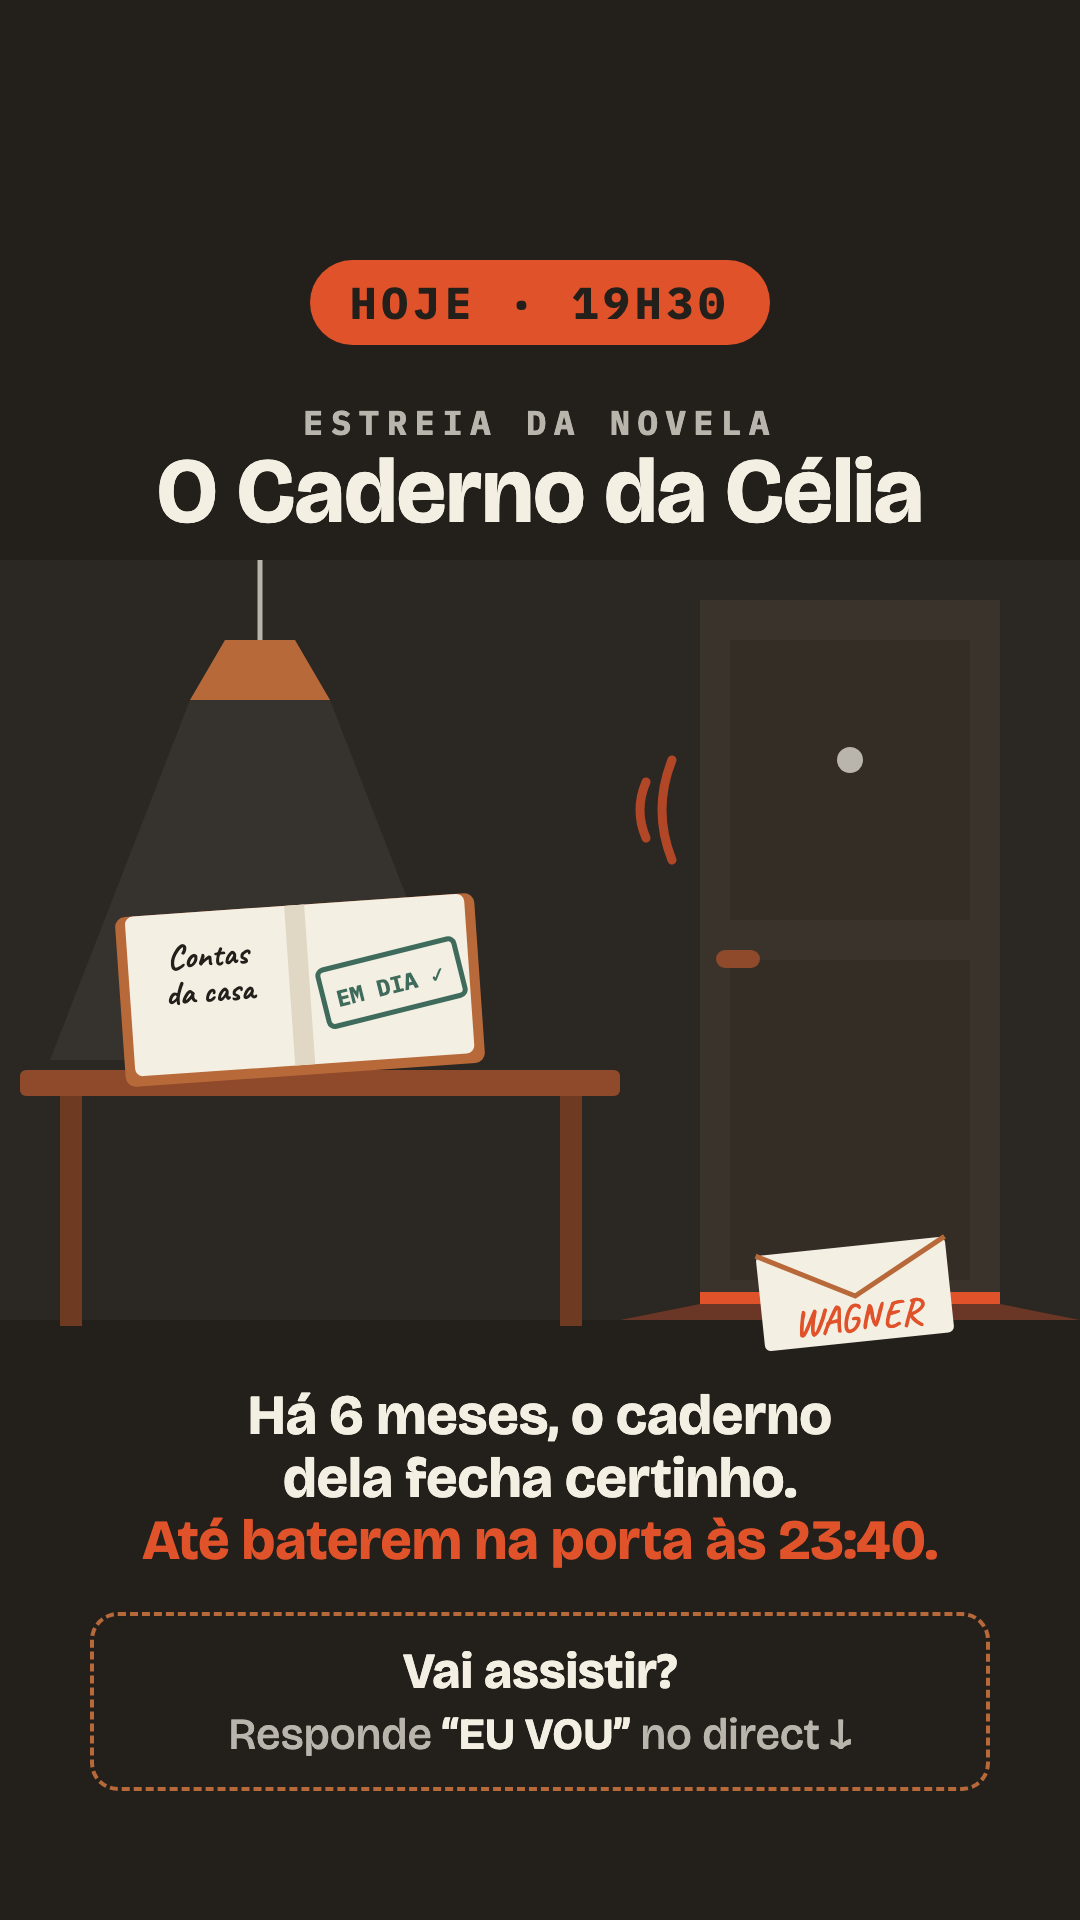 HOJE · 19H30
ESTREIA DA NOVELA
O Caderno da Célia
Contas
da casa
EM DIA ✓
WAGNER
Há 6 meses, o caderno
dela fecha certinho.
Até baterem na porta às 23:40.
Vai assistir?
Responde “EU VOU” no direct ↓